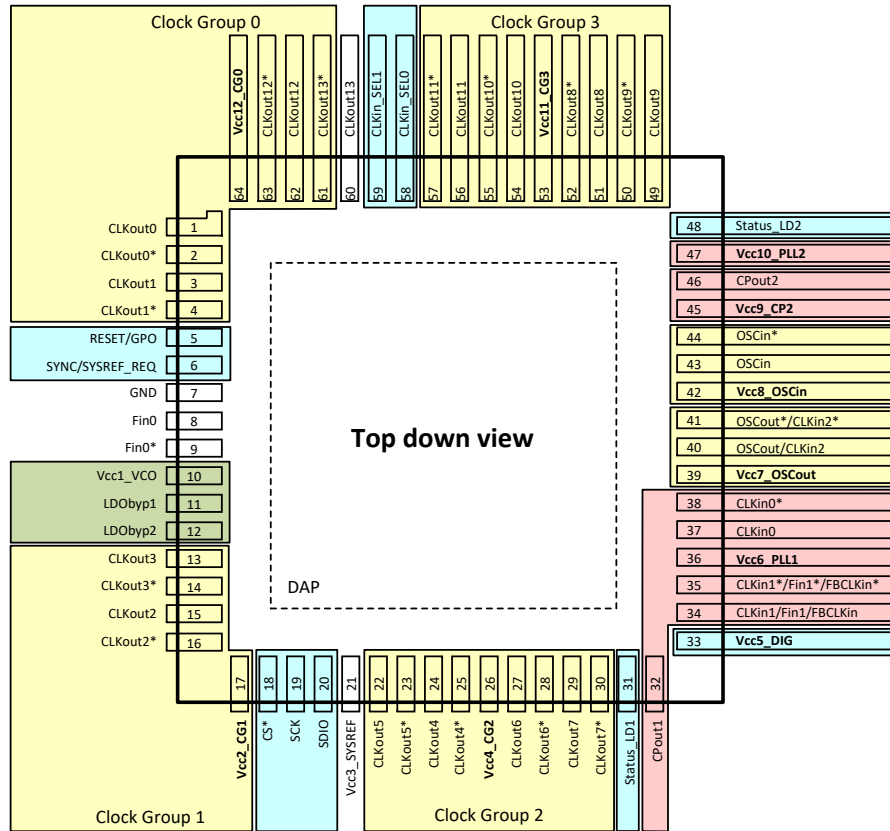 Clock Group 0
Clock Group 3
Vcc12_CG0
CLKout12*
CLKout12
CLKout13*
CLKout13
CLKin_SEL1
CLKin_SEL0
CLKout11*
CLKout11
CLKout10*
CLKout10
Vcc11_CG3
CLKout8*
CLKout8
CLKout9*
CLKout9
64
63
62
61
60
59
58
57
56
55
54
53
52
51
50
49
CLKout0 1
CLKout0* 2
CLKout1 3
CLKout1* 4
RESET/GPO 5
SYNC/SYSREF_REQ 6
GND 7
Fin0 8
Fin0* 9
Vcc1_VCO 10
LDObyp1 11
LDObyp2 12
CLKout3 13
CLKout3* 14
CLKout2 15
CLKout2* 16
Top down view
DAP
48 Status_LD2
47 Vcc10_PLL2
46 CPout2
45 Vcc9_CP2
44 OSCin*
43 OSCin
42 Vcc8_OSCin
41 OSCout*/CLKin2*
40 OSCout/CLKin2
39 Vcc7_OSCout
38 CLKin0*
37 CLKin0
36 Vcc6_PLL1
35 CLKin1*/Fin1*/FBCLKin*
34 CLKin1/Fin1/FBCLKin
33 Vcc5_DIG
17
18
19
20
21
22
23
24
25
26
27
28
29
30
31
32
Vcc2_CG1
CS*
SCK
SDIO
Vcc3_SYSREF
CLKout5
CLKout5*
CLKout4
CLKout4*
Vcc4_CG2
CLKout6
CLKout6*
CLKout7
CLKout7*
Status_LD1
CPout1
Clock Group 1
Clock Group 2